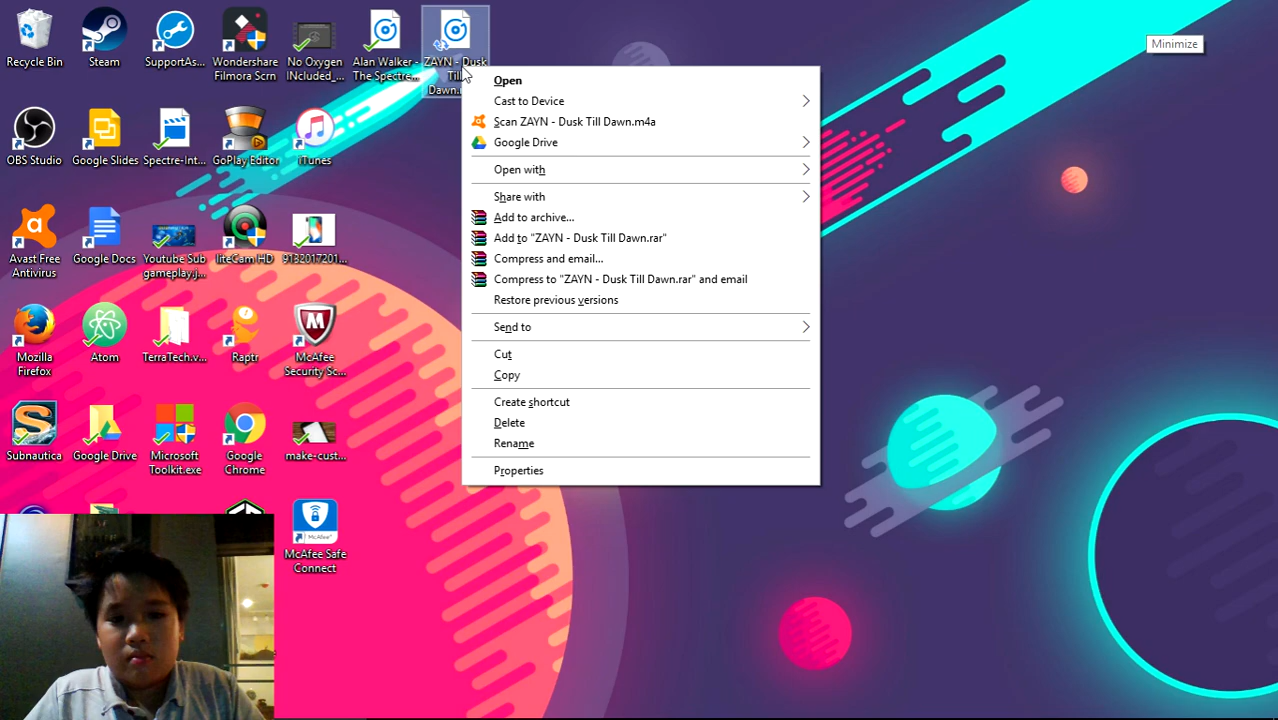 Recycle Bin
Steam
SupportAs...
Wondershare
Filmora Scrn
No Oxygen
INcluded_...
Alan Walker -
The Spectre...
ZAYN - Dusk
Till
Dawn.
Minimize
OBS Studio
Google Slides
Spectre-Int...
GoPlay Editor
iTunes
Avast Free
Antivirus
Google Docs
Youtube Sub
gameplay.j...
liteCam HD
9132017201...
Mozilla
Firefox
Atom
TerraTech.v...
Raptr
McAfee
Security Sc...
Subnautica
Google Drive
Microsoft
Toolkit.exe
Google
Chrome
make-cust...
McAfee Safe
Connect
Open
Cast to Device
Scan ZAYN - Dusk Till Dawn.m4a
Google Drive
Open with
Share with
Add to archive...
Add to "ZAYN - Dusk Till Dawn.rar"
Compress and email...
Compress to "ZAYN - Dusk Till Dawn.rar" and email
Restore previous versions
Send to
Cut
Copy
Create shortcut
Delete
Rename
Properties